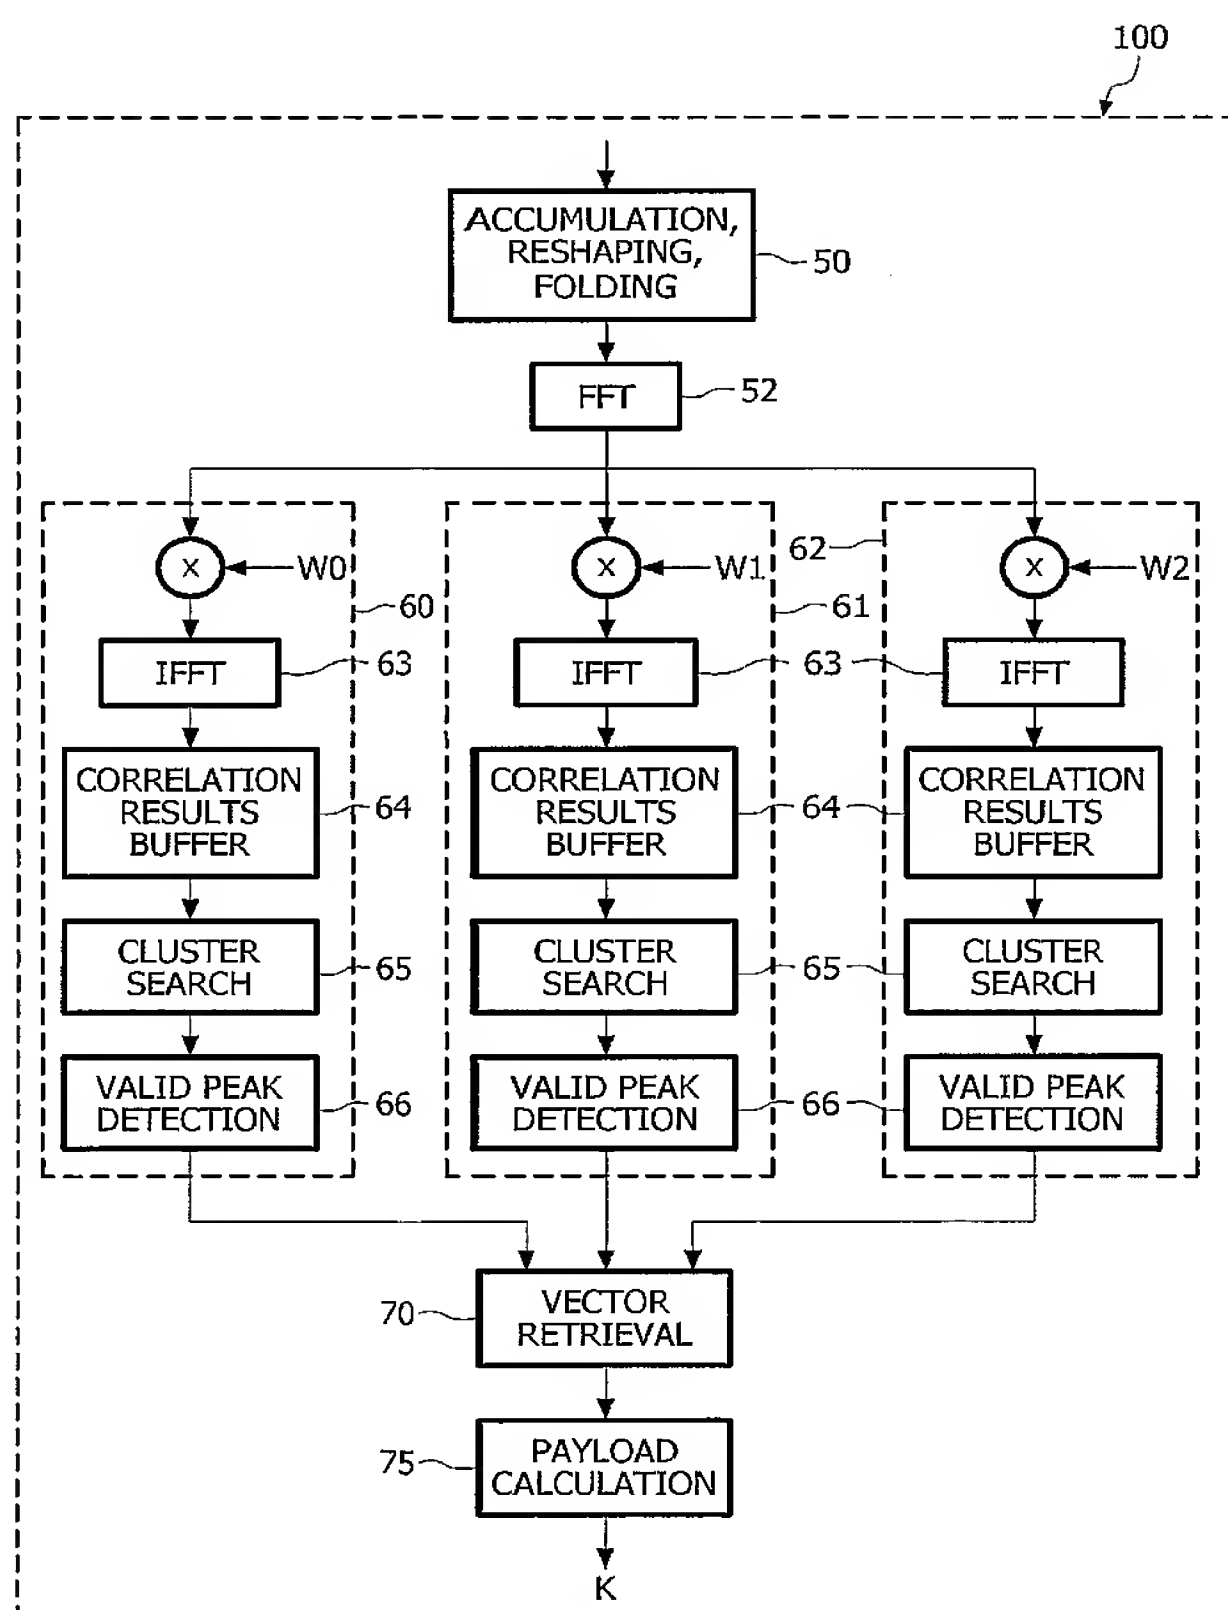 100
ACCUMULATION,
RESHAPING,
FOLDING
50
FFT
52
X
W0
60
X
W1
61
62
X
W2
IFFT
63
IFFT
63
IFFT
CORRELATION
RESULTS
BUFFER
64
CORRELATION
RESULTS
BUFFER
64
CORRELATION
RESULTS
BUFFER
CLUSTER
SEARCH
65
CLUSTER
SEARCH
65
CLUSTER
SEARCH
VALID PEAK
DETECTION
66
VALID PEAK
DETECTION
66
VALID PEAK
DETECTION
70
VECTOR
RETRIEVAL
75
PAYLOAD
CALCULATION
K